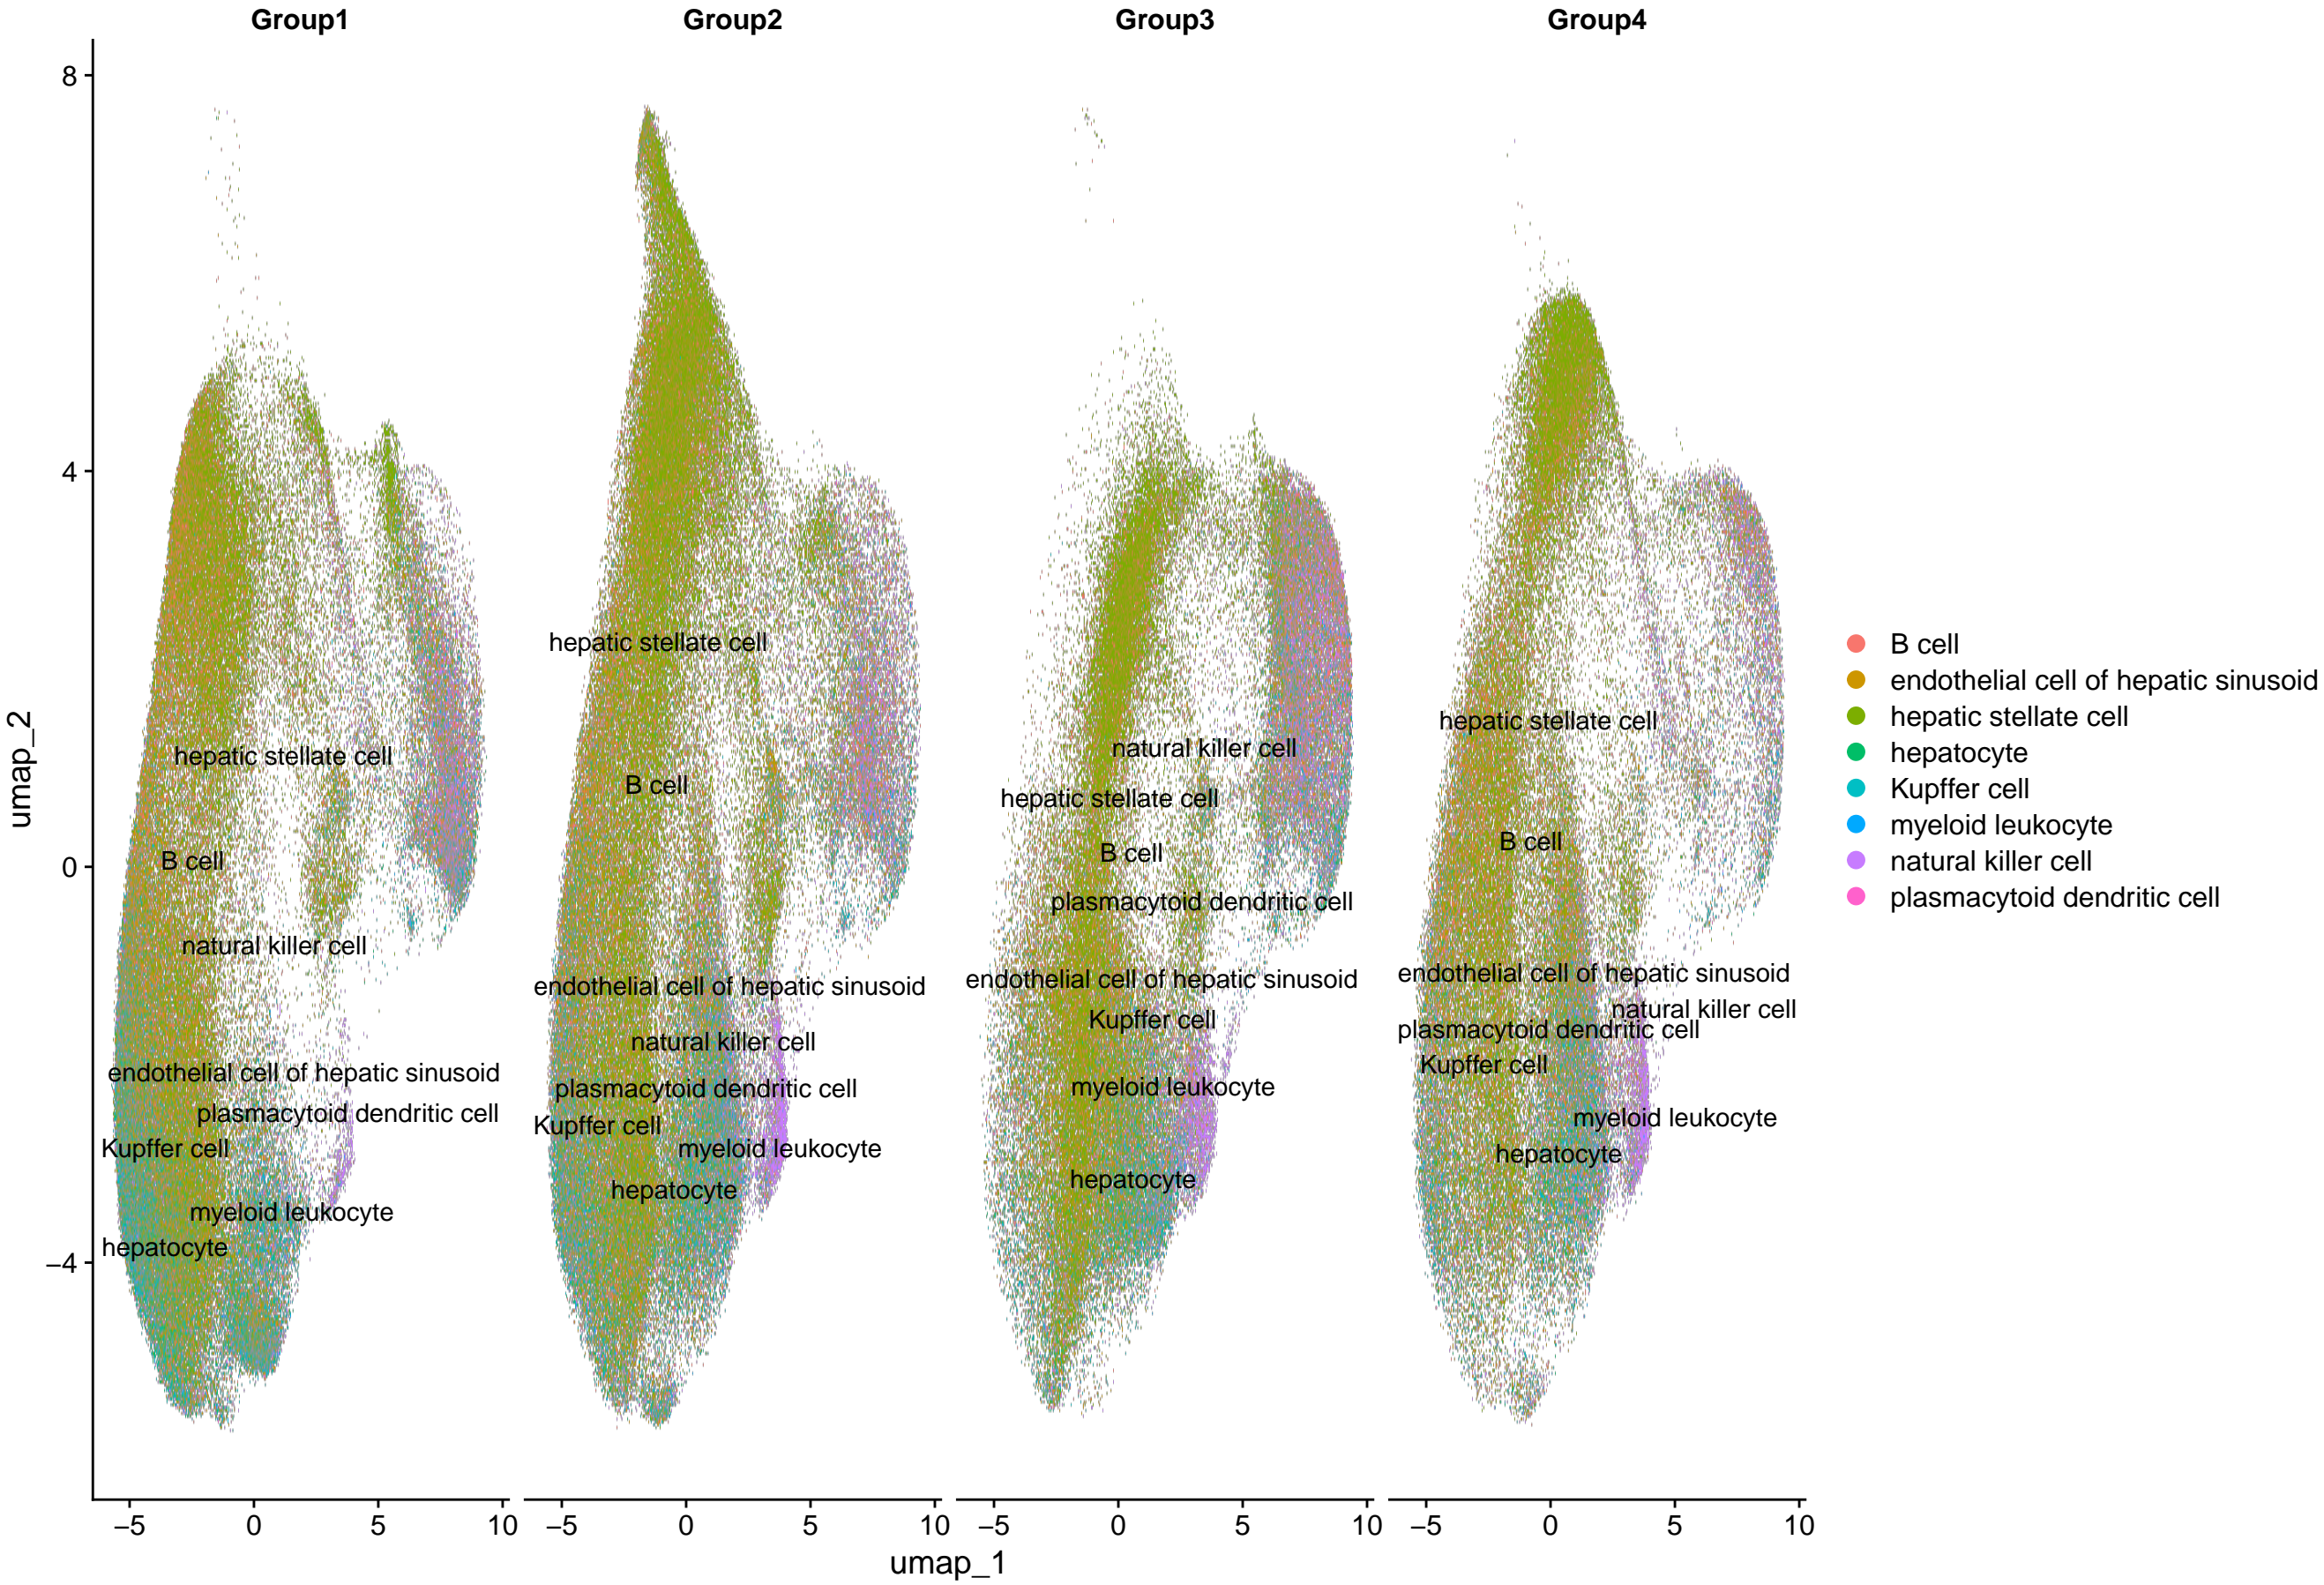 Group1 Group2 Group3 Group4
8
4
0
−4
umap_2
hepatic stellate cell
B cell
natural killer cell
endothelial cell of hepatic sinusoid
plasmacytoid dendritic cell
Kupffer cell
myeloid leukocyte
hepatocyte
hepatic stellate cell
B cell
endothelial cell of hepatic sinusoid
natural killer cell
plasmacytoid dendritic cell
Kupffer cell
myeloid leukocyte
hepatocyte
natural killer cell
hepatic stellate cell
B cell
plasmacytoid dendritic cell
endothelial cell of hepatic sinusoid
Kupffer cell
myeloid leukocyte
hepatocyte
hepatic stellate cell
B cell
endothelial cell of hepatic sinusoid
natural killer cell
plasmacytoid dendritic cell
Kupffer cell
myeloid leukocyte
hepatocyte
−5 0 5 10 −5 0 5 10 −5 0 5 10 −5 0 5 10
umap_1
B cell
endothelial cell of hepatic sinusoid
hepatic stellate cell
hepatocyte
Kupffer cell
myeloid leukocyte
natural killer cell
plasmacytoid dendritic cell